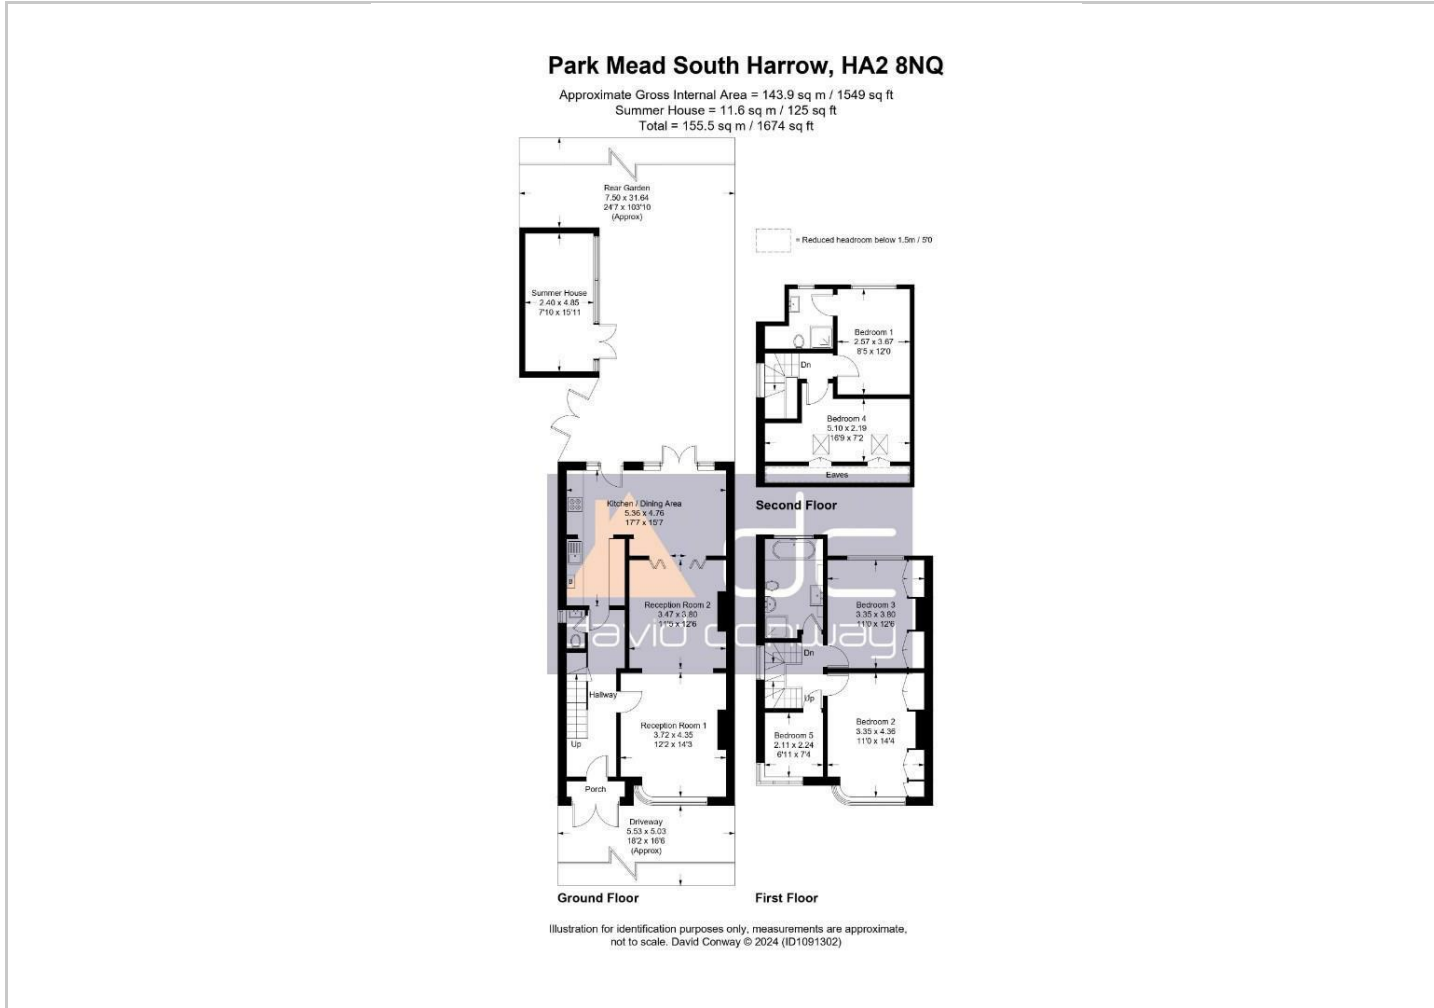 Park Mead South Harrow, HA2 8NQ
Approximate Gross Internal Area = 143.9 sq m / 1549 sq ft
Summer House = 11.6 sq m / 125 sq ft
Total = 155.5 sq m / 1674 sq ft
Rear Garden
7.50 x 31.64
24'7 x 103'10
(Approx)
= Reduced headroom below 1.5m / 5'0
Summer House
2.40 x 4.85
7'10 x 15'11
Bedroom 1
2.57 x 3.67
8'5 x 12'0
Dn
Bedroom 4
5.10 x 2.19
16'9 x 7'2
Eaves
Second Floor
Kitchen / Dining Area
5.36 x 4.76
17'7 x 15'7
dc
david conway
Reception Room 2
3.47 x 3.80
11'5 x 12'6
Bedroom 3
3.35 x 3.80
11'0 x 12'6
Dn
Up
Hallway
Up
Reception Room 1
3.72 x 4.35
12'2 x 14'3
Bedroom 2
3.35 x 4.36
11'0 x 14'4
Bedroom 5
2.11 x 2.24
6'11 x 7'4
Porch
Driveway
5.53 x 5.03
18'2 x 16'6
(Approx)
Ground Floor
First Floor
Illustration for identification purposes only, measurements are approximate,
not to scale. David Conway © 2024 (ID1091302)